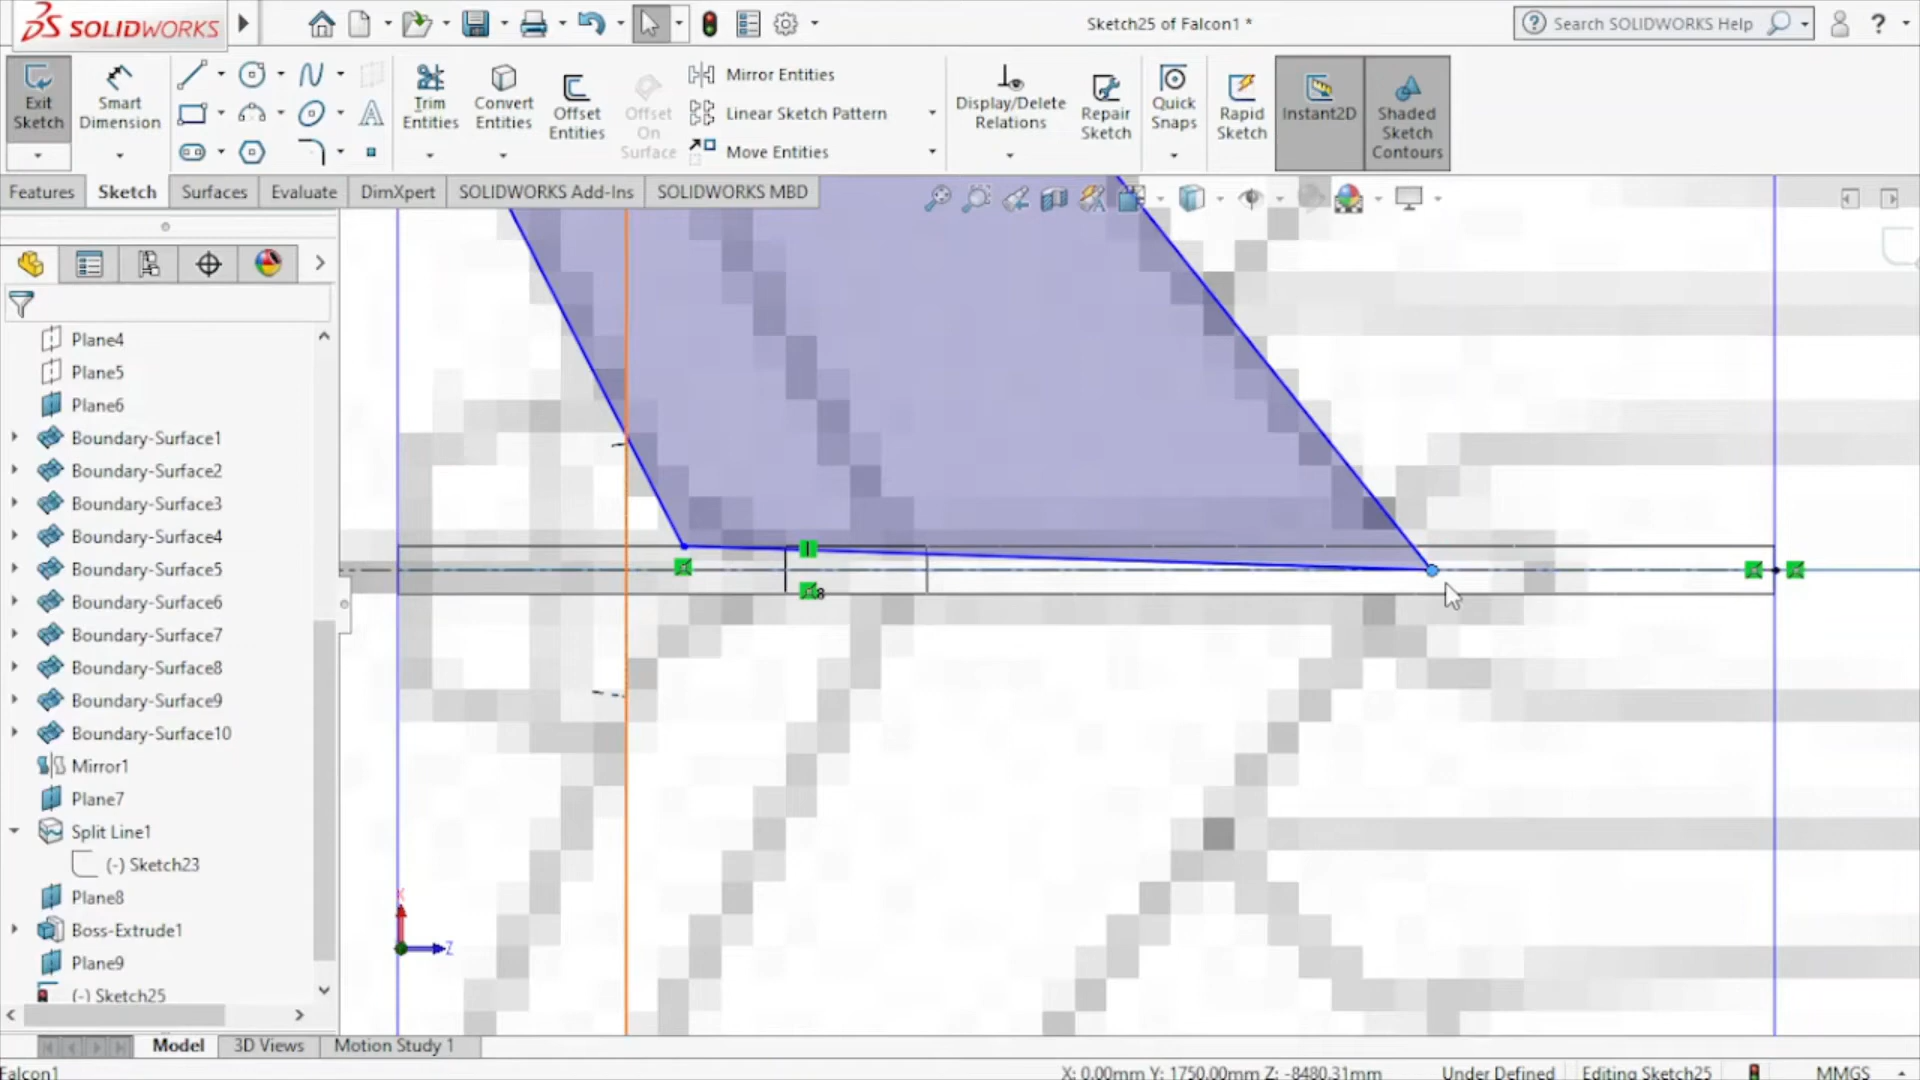 SOLIDWORKS
Sketch25 of Falcon1 *
Search SOLIDWORKS Help
?
Exit Sketch
Smart Dimension
Trim Entities
Convert Entities
Offset Entities
Offset On Surface
Mirror Entities
Linear Sketch Pattern
Move Entities
Display/Delete Relations
Repair Sketch
Quick Snaps
Rapid Sketch
Instant2D
Shaded Sketch Contours
Features
Sketch
Surfaces
Evaluate
DimXpert
SOLIDWORKS Add-Ins
SOLIDWORKS MBD
Plane4
Plane5
Plane6
Boundary-Surface1
Boundary-Surface2
Boundary-Surface3
Boundary-Surface4
Boundary-Surface5
Boundary-Surface6
Boundary-Surface7
Boundary-Surface8
Boundary-Surface9
Boundary-Surface10
Mirror1
Plane7
Split Line1
(-) Sketch23
Plane8
Boss-Extrude1
Plane9
(-) Sketch25
8
X
Z
Model
3D Views
Motion Study 1
Falcon1
X: 0.00mm Y: 1750.00mm Z: -8480.31mm
Under Defined
Editing Sketch25
MMGS